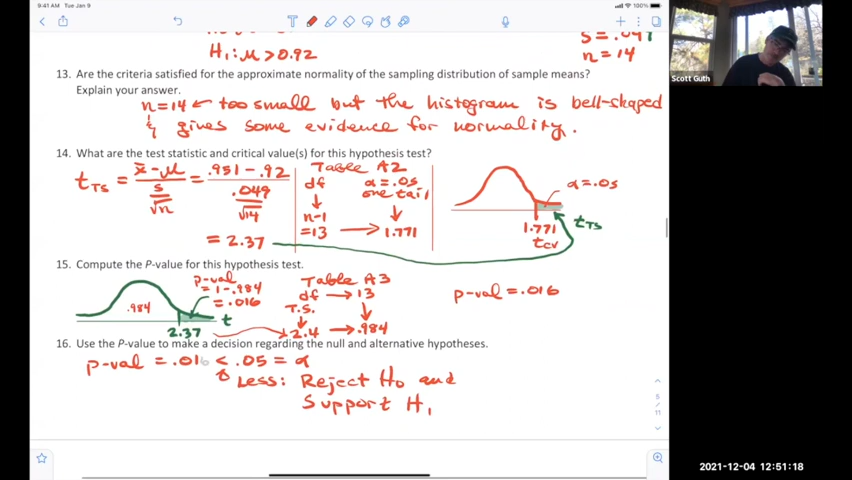 9:41 AM Tue Jan 9
100%
H₁: μ > 0.92
n = 14
13. Are the criteria satisfied for the approximate normality of the sampling distribution of sample means?
Explain your answer.
n = 14 ← too small but the histogram is bell-shaped
& gives some evidence for normality.
14. What are the test statistic and critical value(s) for this hypothesis test?
t_TS = (x̄ - μ)/(s/√n) = (.951 - .92)/(.049/√14)
= 2.37
Table A2
df α = .05
one tail
↓ ↓
n-1
= 13 → 1.771
α = .05
1.771
t_CV
t_TS
15. Compute the P-value for this hypothesis test.
.984
p-val
= 1 - .984
= .016
2.37 t
Table A3
df → 13
T.S.
↓ ↓
2.4 → .984
p-val = .016
16. Use the P-value to make a decision regarding the null and alternative hypotheses.
p-val = .016 < .05 = α
Less: Reject H₀ and
Support H₁
5
11
Scott Guth
2021-12-04 12:51:18